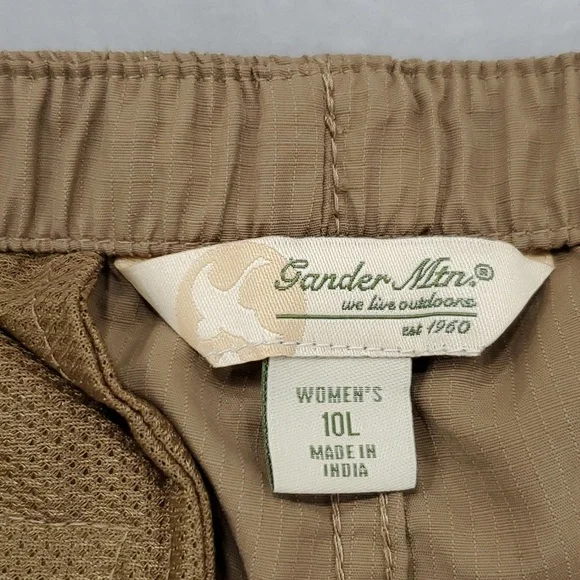 Gander Mtn.®
we live outdoors
est 1960
WOMEN'S
10L
MADE IN
INDIA